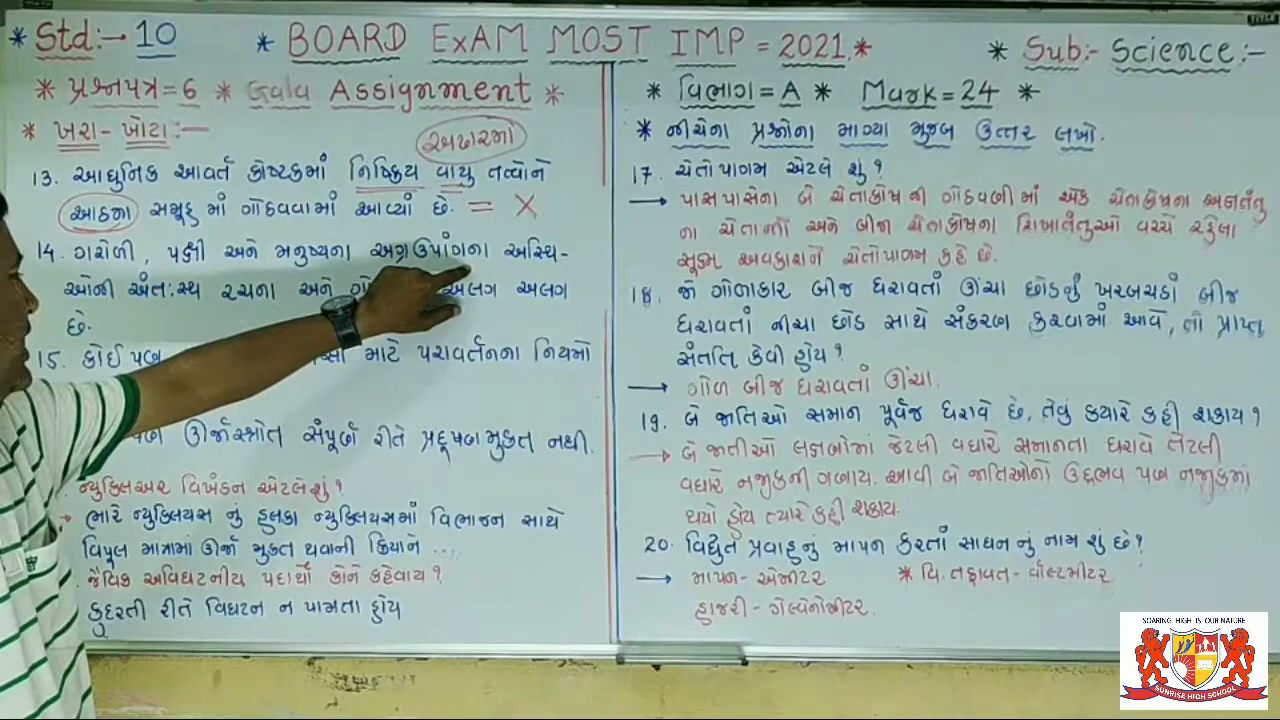 * Std:→ 10 * BOARD ExAM MOST IMP = 2021.* * Sub:- Science:-
* પ્રશ્નપત્ર = 6 * Gala Assignment *
* ખરા - ખોટા:—
અઢારમાં
13. આધુનિક આવર્ત કોષ્ટકમાં નિષ્ક્રિય વાયુ તત્વોને
આઠમા સમૂહ માં ગોઠવવામાં આવ્યાં છે. = ×
14. ગરોળી, પક્ષી અને મનુષ્યના અગ્રઉપાંગના અસ્થિ-
ઓની અંત:સ્થ રચના અને અલગ અલગ
છે.
15. કોઈ પણ માટે પરાવર્તનના નિયમો
ઊર્જાસ્ત્રોત સંપૂર્ણ રીતે પ્રદૂષણ મુક્ત નથી.
ન્યુક્લિઅર વિખંડન એટલે શું?
ભારે ન્યુક્લિયસ નું હલકા ન્યુક્લિયસમાં વિભાજન સાથે
વિપુલ માત્રામાં ઊર્જા મુક્ત થવાની ક્રિયાને ...
જૈવિક અવિઘટનીય પદાર્થો કોને કહેવાય?
કુદરતી રીતે વિઘટન ન પામતા હોય
* વિભાગ = A * Mark = 24 *
* નીચેના પ્રશ્નોના માગ્યા મુજબ ઉત્તર લખો.
17. ચેતોપાગમ એટલે શું?
→ પાસપાસેના બે ચેતાકોષ ની ગોઠવણીમાં એક ચેતાકોષના અક્ષતંતુ
ના ચેતાન્તો અને બીજા ચેતાકોષના શિખાતંતુઓ વચ્ચે રહેલા
સૂક્ષ્મ અવકાશને ચેતોપાગમ કહે છે.
18. જો ગોળાકાર બીજ ધરાવતાં ઊંચા છોડનું ખરબચડાં બીજ
ધરાવતાં નીચા છોડ સાથે સંકરણ કરવામાં આવે, તો પ્રાપ્ત
સંતતિ કેવી હોય?
→ ગોળ બીજ ધરાવતાં ઊંચા.
19. બે જાતિઓ સમાન પૂર્વજ ધરાવે છે, તેવું ક્યારે કહી શકાય?
→ બે જાતીઓ લક્ષણોમાં જેટલી વધારે સમાનતા ધરાવે તેટલી
વધારે નજીકની ગણાય. આવી બે જાતિઓનો ઉદ્દભવ પણ નજીકમાં
થયો હોય ત્યારે કહી શકાય.
20. વિદ્યુત પ્રવાહનું માપન કરતાં સાધન નું નામ શું છે?
→ માપન - એમીટર * વિ. તફાવત - વૉલ્ટમીટર
હાજરી - ગેલ્વેનોમીટર.
SOARING HIGH IS OUR NATURE
SUNRISE HIGH SCHOOL